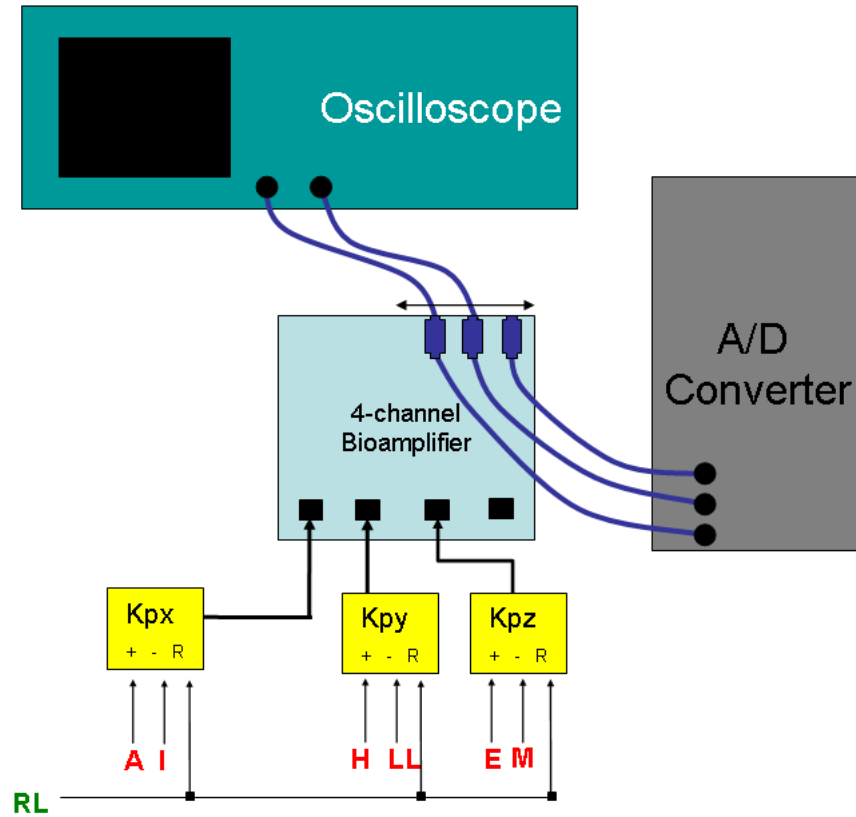 Oscilloscope
A/D
Converter
4-channel
Bioamplifier
Kpx
+ - R
Kpy
+ - R
Kpz
+ - R
A I
H LL
E M
RL